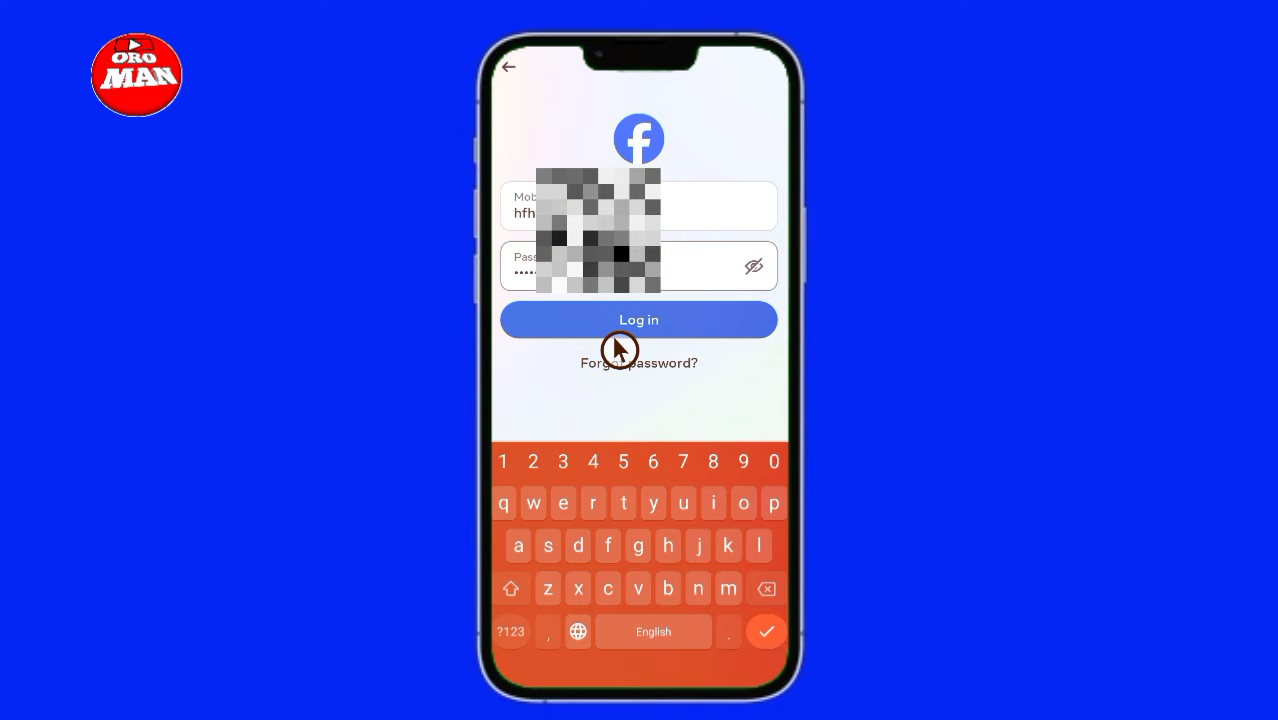 ORO
MAN
Mob
hfh
Pass
Log in
Forgot password?
1 2 3 4 5 6 7 8 9 0
q w e r t y u i o p
a s d f g h j k l
z x c v b n m
?123 , English .